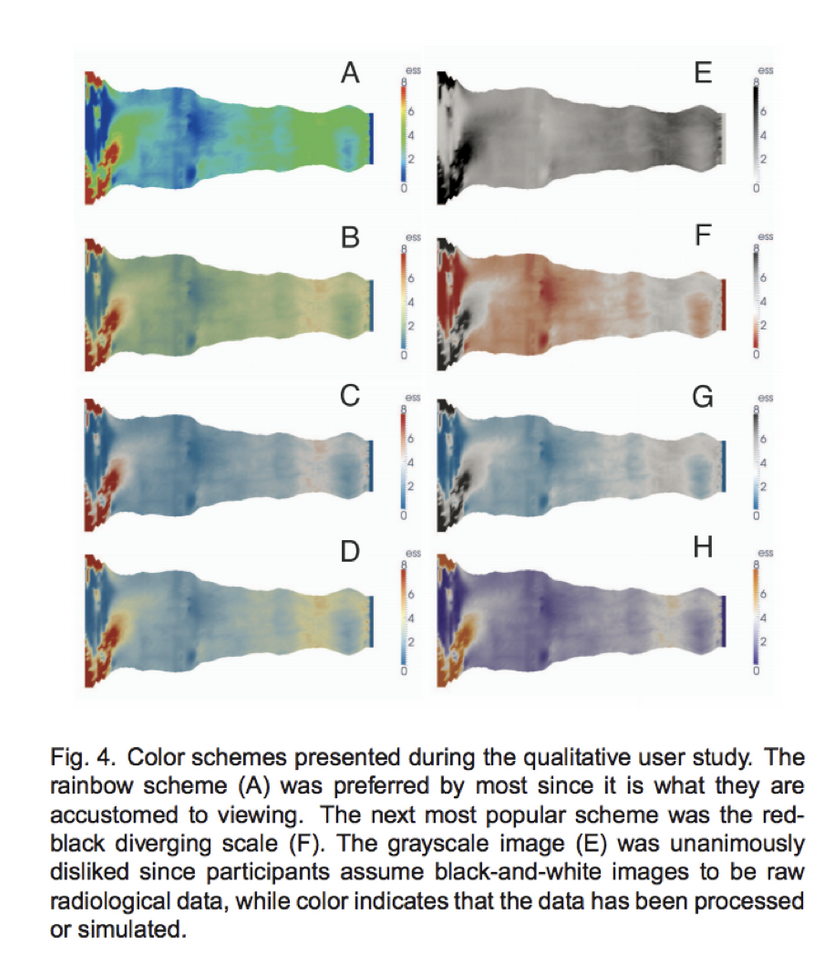 A
ess
8
6
4
2
0
E
ess
8
6
4
2
0
B
ess
8
6
4
2
0
F
ess
8
6
4
2
0
C
ess
8
6
4
2
0
G
ess
8
6
4
2
0
D
ess
8
6
4
2
0
H
ess
8
6
4
2
0
Fig. 4. Color schemes presented during the qualitative user study. The
rainbow scheme (A) was preferred by most since it is what they are
accustomed to viewing. The next most popular scheme was the red-
black diverging scale (F). The grayscale image (E) was unanimously
disliked since participants assume black-and-white images to be raw
radiological data, while color indicates that the data has been processed
or simulated.